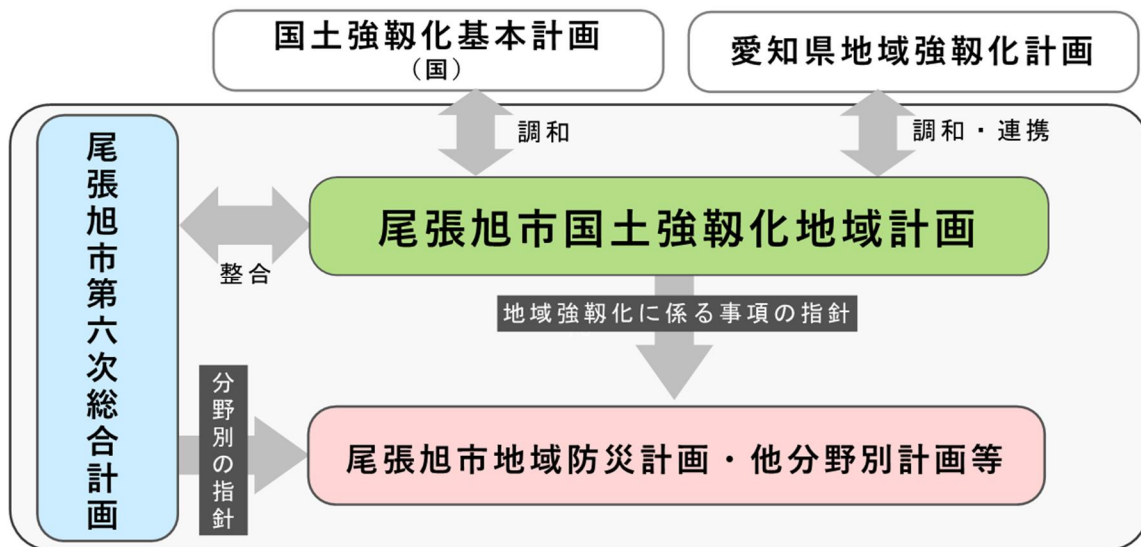 国土強靱化基本計画
（国）
愛知県地域強靱化計画
調和
調和・連携
尾張旭市第六次総合計画
尾張旭市国土強靱化地域計画
整合
地域強靱化に係る事項の指針
分野別の指針
尾張旭市地域防災計画・他分野別計画等